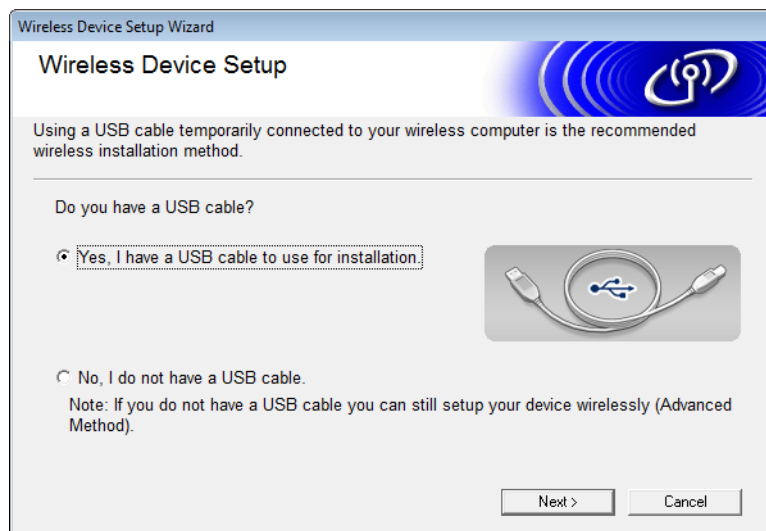 Wireless Device Setup Wizard
Wireless Device Setup
Using a USB cable temporarily connected to your wireless computer is the recommended
wireless installation method.
Do you have a USB cable?
Yes, I have a USB cable to use for installation.
No, I do not have a USB cable.
Note: If you do not have a USB cable you can still setup your device wirelessly (Advanced
Method).
Next >
Cancel